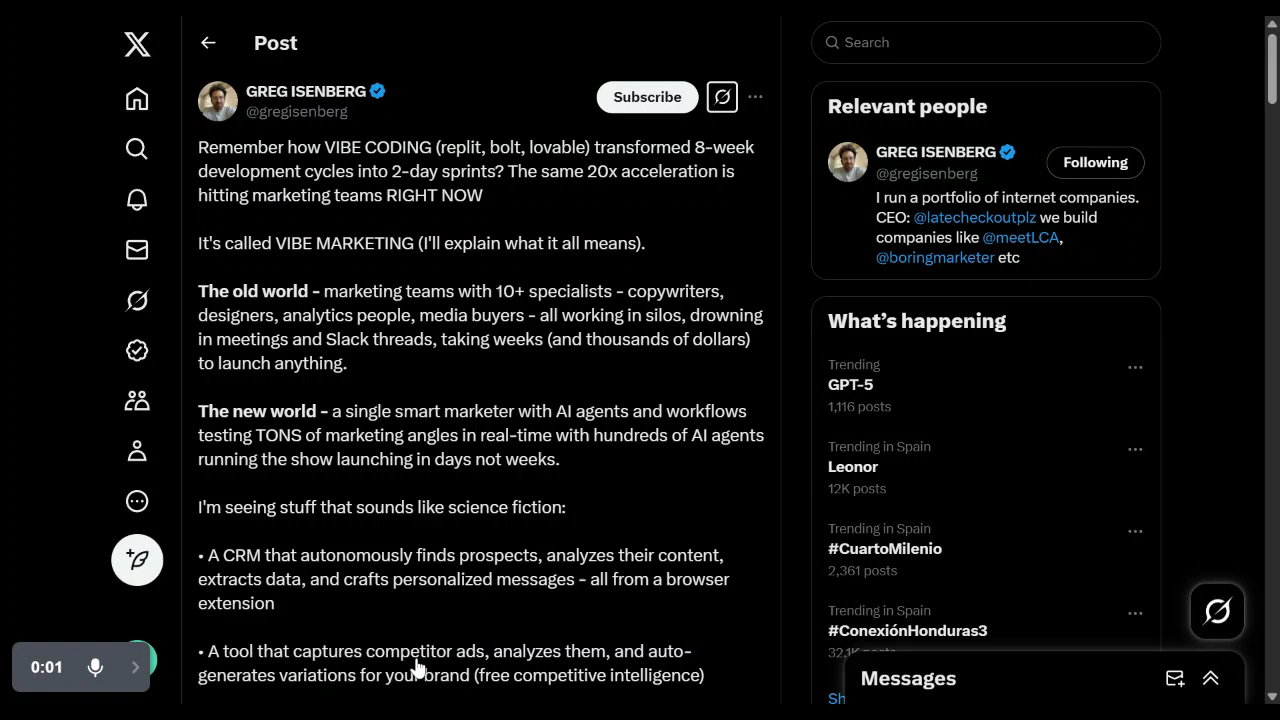 Post
GREG ISENBERG
@gregisenberg
Subscribe
Remember how VIBE CODING (replit, bolt, lovable) transformed 8-week
development cycles into 2-day sprints? The same 20x acceleration is
hitting marketing teams RIGHT NOW
It's called VIBE MARKETING (I'll explain what it all means).
The old world - marketing teams with 10+ specialists - copywriters,
designers, analytics people, media buyers - all working in silos, drowning
in meetings and Slack threads, taking weeks (and thousands of dollars)
to launch anything.
The new world - a single smart marketer with AI agents and workflows
testing TONS of marketing angles in real-time with hundreds of AI agents
running the show launching in days not weeks.
I'm seeing stuff that sounds like science fiction:
• A CRM that autonomously finds prospects, analyzes their content,
extracts data, and crafts personalized messages - all from a browser
extension
• A tool that captures competitor ads, analyzes them, and auto-
generates variations for your brand (free competitive intelligence)
0:01
Search
Relevant people
GREG ISENBERG
@gregisenberg
Following
I run a portfolio of internet companies.
CEO: @latecheckoutplz we build
companies like @meetLCA,
@boringmarketer etc
What's happening
Trending
GPT-5
1,116 posts
Trending in Spain
Leonor
12K posts
Trending in Spain
#CuartoMilenio
2,361 posts
Trending in Spain
#ConexiónHonduras3
Messages